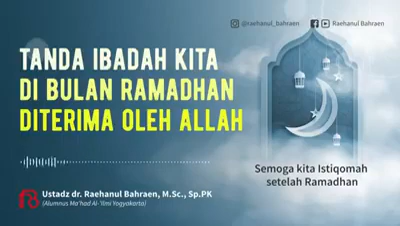 @raehanul_bahraen
Raehanul Bahraen
TANDA IBADAH KITA
DI BULAN RAMADHAN
DITERIMA OLEH ALLAH
Semoga kita Istiqomah
setelah Ramadhan
Ustadz dr. Raehanul Bahraen, M.Sc., Sp.PK
(Alumnus Ma'had Al- 'Ilmi Yogyakarta)